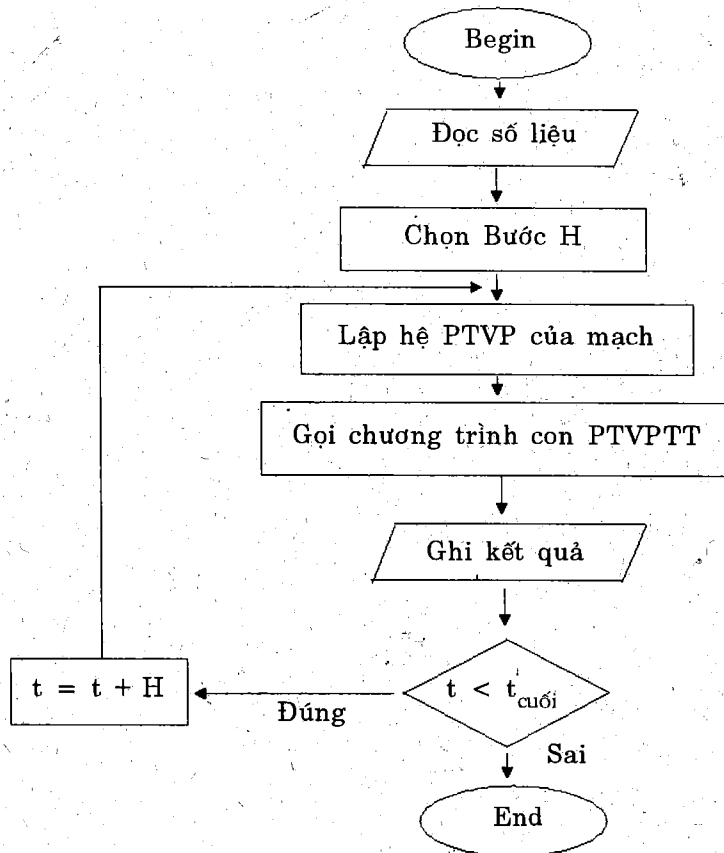 Begin
Đọc số liệu
Chọn Bước H
Lập hệ PTVP của mạch
Gọi chương trình con PTVPTT
Ghi kết quả
t < t cuối
t = t + H
Đúng
Sai
End